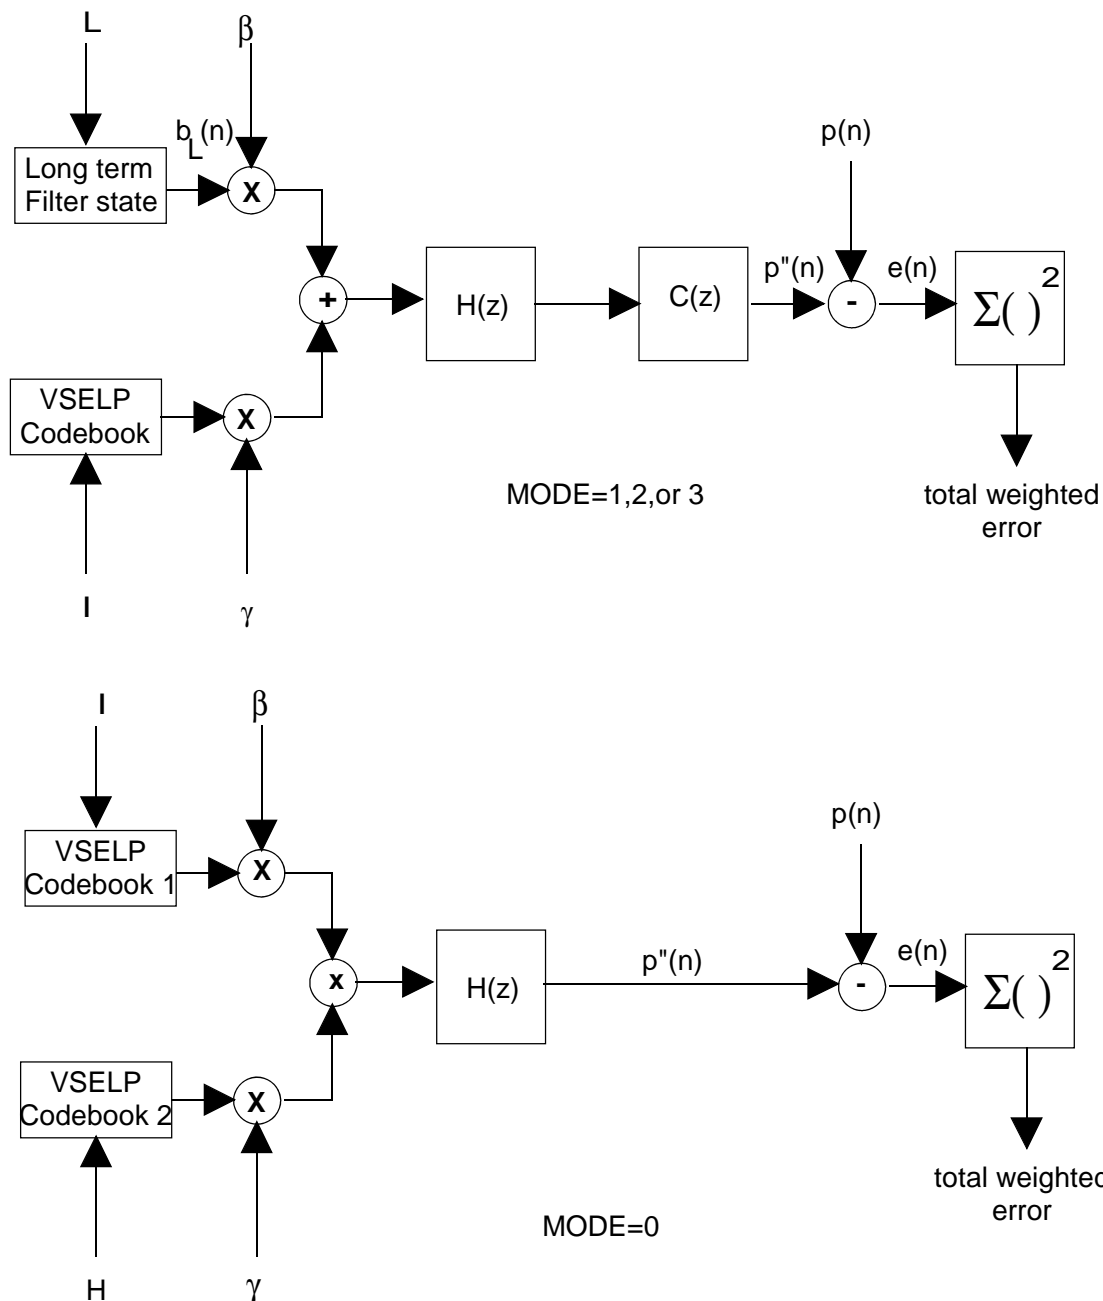 L
β
b (n)
L
p(n)
Long term
Filter state
X
p"(n)
e(n)
+
H(z)
C(z)
-
Σ( ) 2
VSELP
Codebook
X
MODE=1,2,or 3
total weighted
error
I
γ
I
β
p(n)
VSELP
Codebook 1
X
p"(n)
e(n)
x
H(z)
-
Σ( ) 2
VSELP
Codebook 2
X
total weighted
error
MODE=0
H
γ